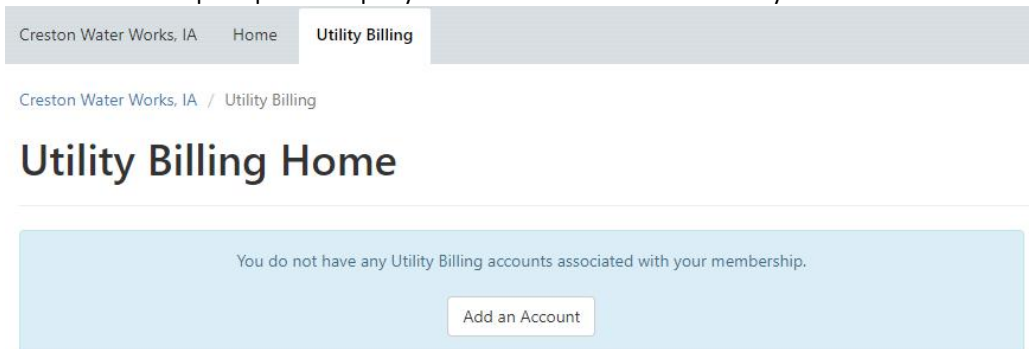 Creston Water Works, IA Home Utility Billing
Creston Water Works, IA / Utility Billing
Utility Billing Home
You do not have any Utility Billing accounts associated with your membership.
Add an Account